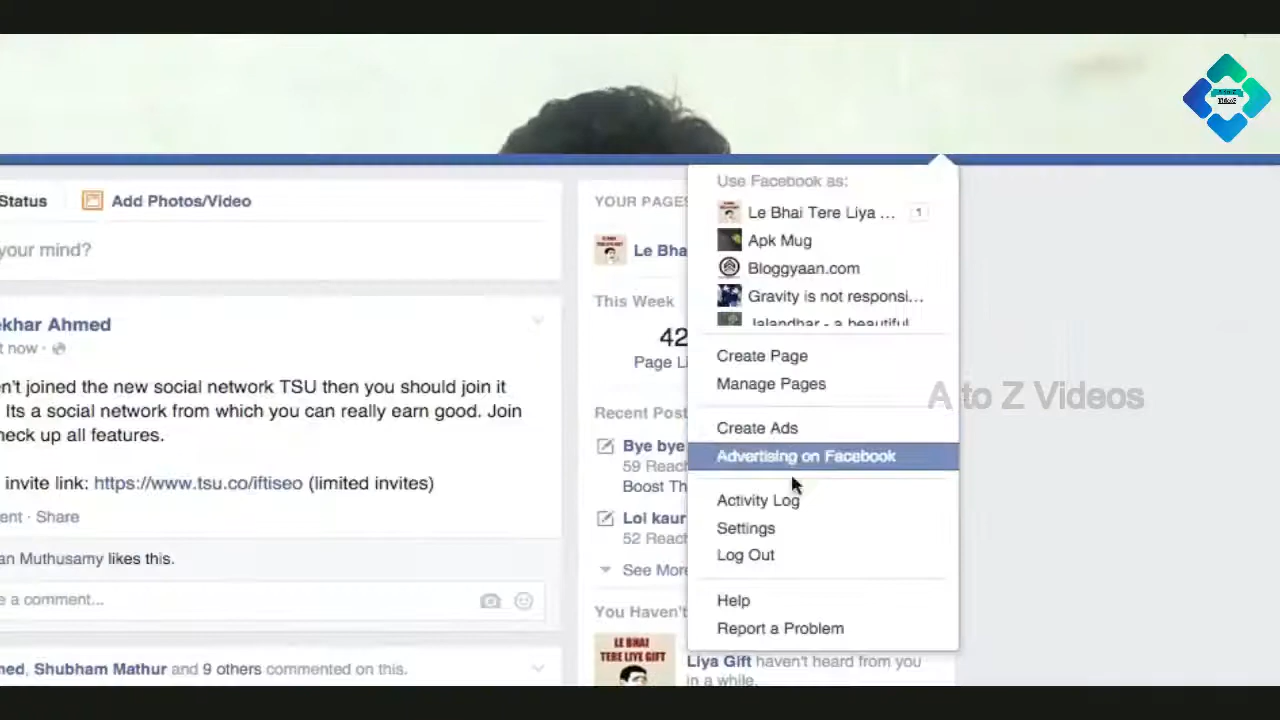 Status
Add Photos/Video
your mind?
ekhar Ahmed
t now ·
n't joined the new social network TSU then you should join it
Its a social network from which you can really earn good. Join
heck up all features.
invite link: https://www.tsu.co/iftiseo (limited invites)
ent · Share
an Muthusamy likes this.
e a comment...
med, Shubham Mathur and 9 others commented on this.
YOUR PAGES
Le Bha
This Week
42
Page Li
Recent Post
Bye bye
59 Reach
Boost Th
Lol kaur
52 Reach
See More
You Haven't
LE BHAI
TERE LIYE GIFT
Liya Gift haven't heard from you
in a while.
Use Facebook as:
Le Bhai Tere Liya ... 1
Apk Mug
Bloggyaan.com
Gravity is not responsi...
Jalandhar - a beautiful
Create Page
Manage Pages
Create Ads
Advertising on Facebook
Activity Log
Settings
Log Out
Help
Report a Problem
A to Z Videos